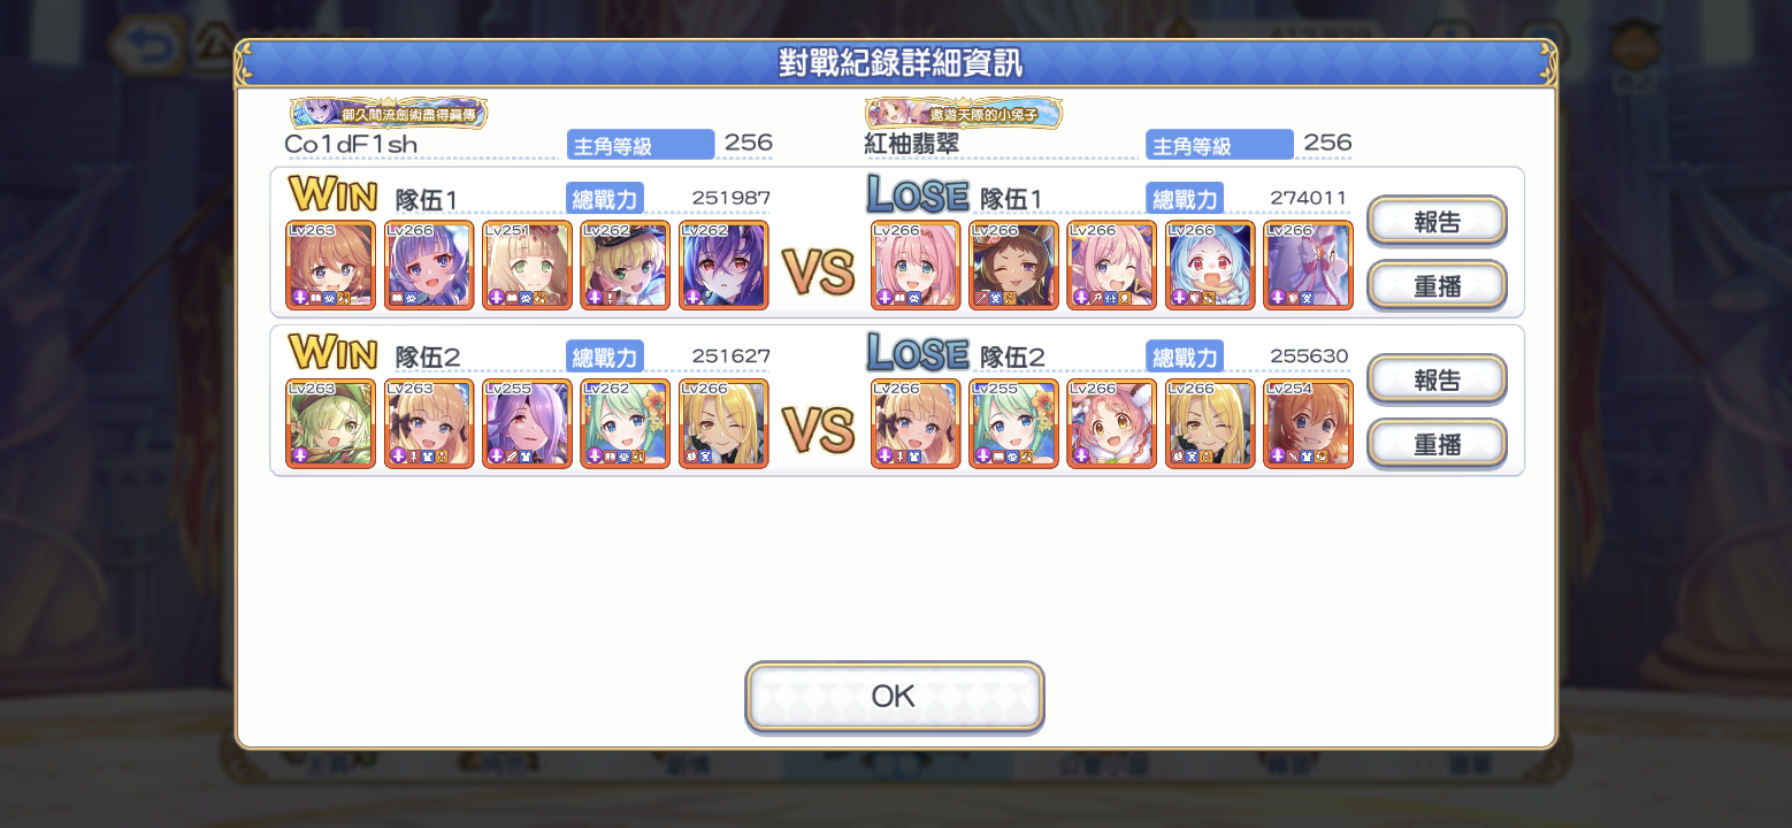 對戰紀錄詳細資訊
御久間流劍術盡得真傳
遨遊天際的小兔子
Co1dF1sh 主角等級 256
紅柚翡翠 主角等級 256
WIN 隊伍1 總戰力 251987
LOSE 隊伍1 總戰力 274011
報告
Lv263 Lv266 Lv251 Lv262 Lv262
VS
Lv266 Lv266 Lv266 Lv266 Lv266
重播
WIN 隊伍2 總戰力 251627
LOSE 隊伍2 總戰力 255630
報告
Lv263 Lv263 Lv255 Lv262 Lv266
VS
Lv266 Lv255 Lv266 Lv266 Lv254
重播
OK